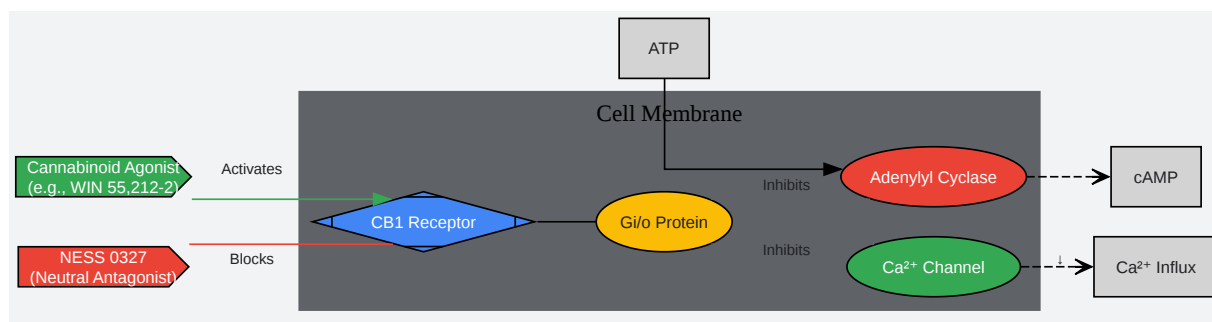 ATP
Cell Membrane
Cannabinoid Agonist
(e.g., WIN 55,212-2)
Activates
Inhibits
Adenylyl Cyclase
cAMP
CB1 Receptor
Gi/o Protein
NESS 0327
(Neutral Antagonist)
Blocks
Inhibits
Ca²⁺ Channel
↓
Ca²⁺ Influx